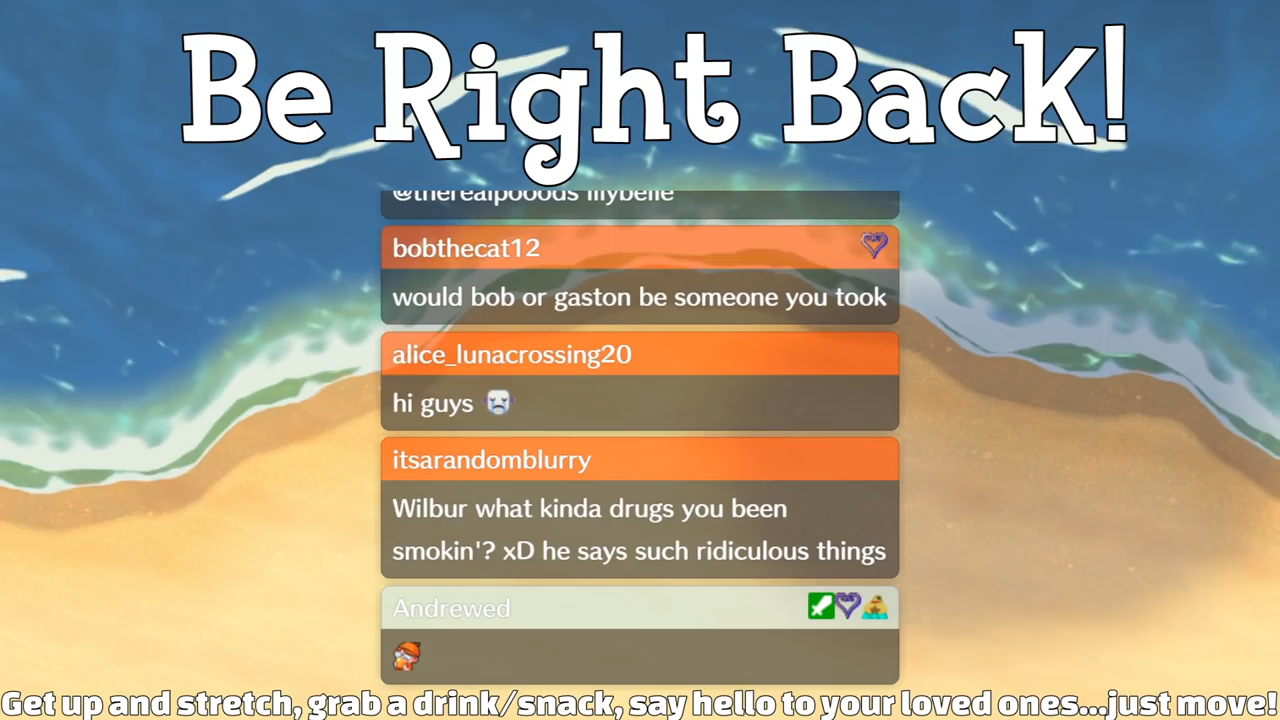 Be Right Back!
@therealpooods lilybelle
bobthecat12
would bob or gaston be someone you took
alice_lunacrossing20
hi guys
itsarandomblurry
Wilbur what kinda drugs you been
smokin'? xD he says such ridiculous things
Andrewed
Get up and stretch, grab a drink/snack, say hello to your loved ones...just move!